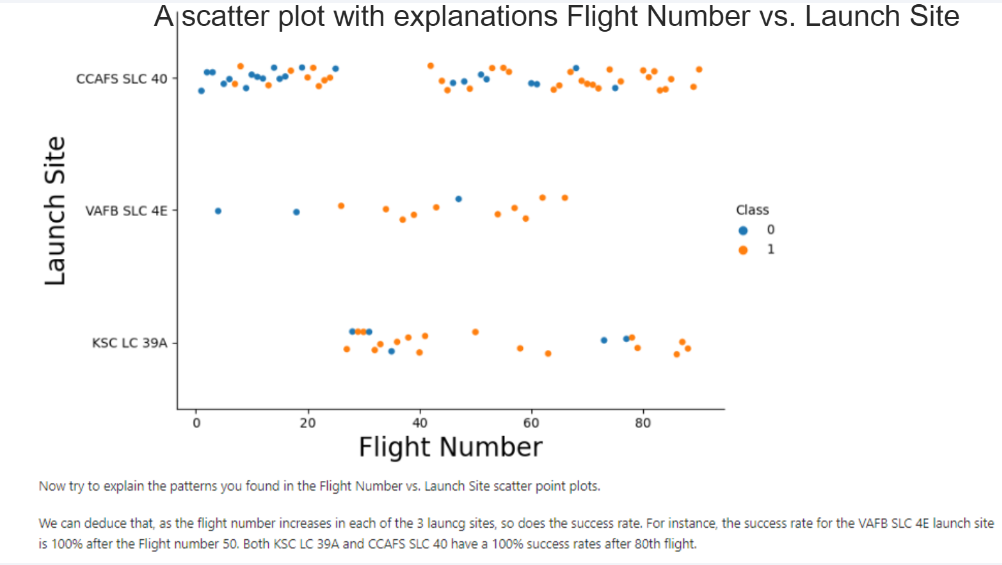 A scatter plot with explanations Flight Number vs. Launch Site
Launch Site
CCAFS SLC 40
VAFB SLC 4E
KSC LC 39A
Class
0
1
0 20 40 60 80
Flight Number
Now try to explain the patterns you found in the Flight Number vs. Launch Site scatter point plots.
We can deduce that, as the flight number increases in each of the 3 launcg sites, so does the success rate. For instance, the success rate for the VAFB SLC 4E launch site
is 100% after the Flight number 50. Both KSC LC 39A and CCAFS SLC 40 have a 100% success rates after 80th flight.